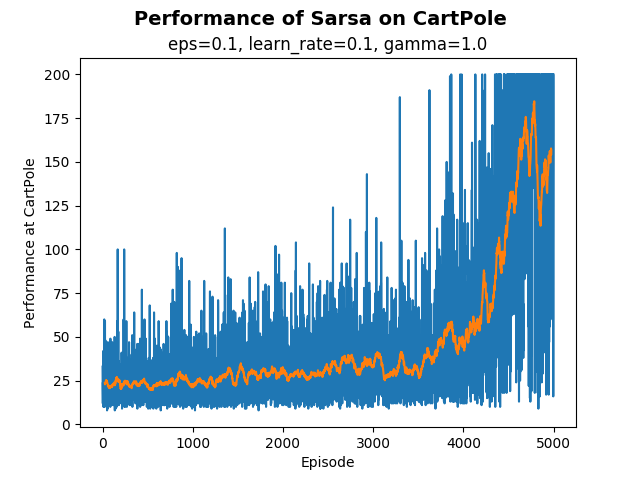 Performance of Sarsa on CartPole
eps=0.1, learn_rate=0.1, gamma=1.0
200
175
150
125
100
75
50
25
0
Performance at CartPole
0 1000 2000 3000 4000 5000
Episode